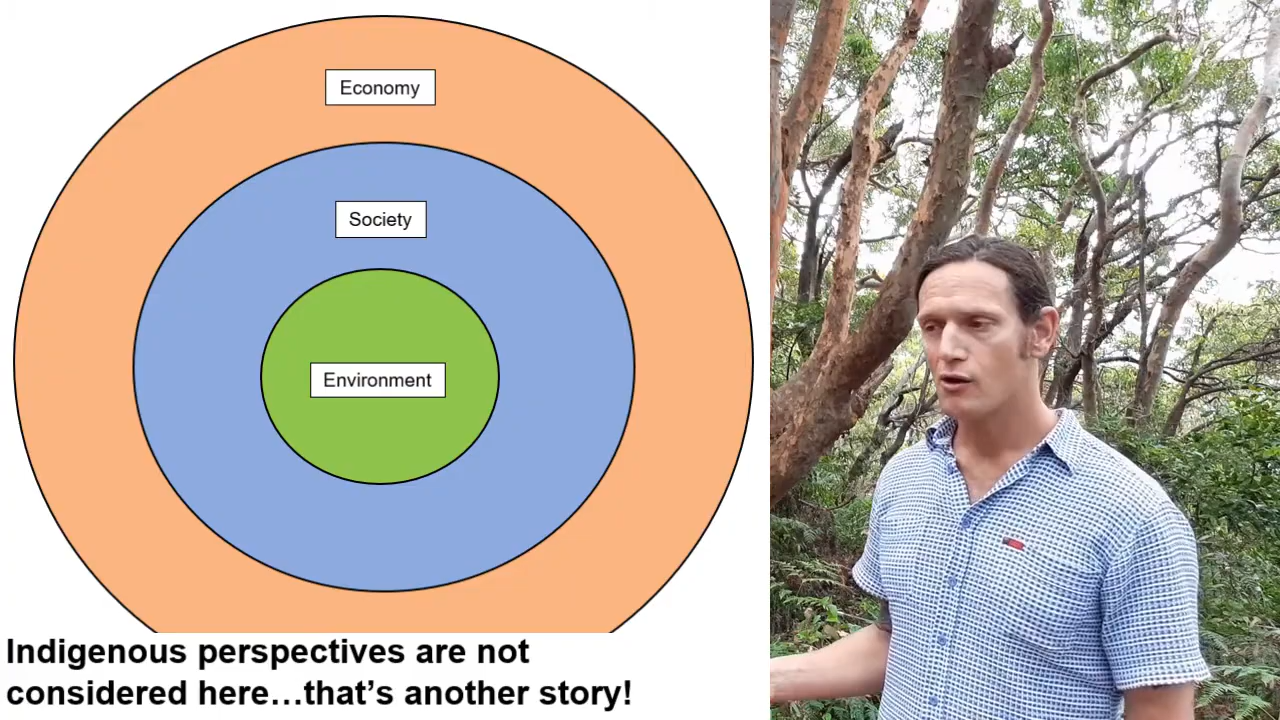 Economy
Society
Environment
Indigenous perspectives are not
considered here…that’s another story!